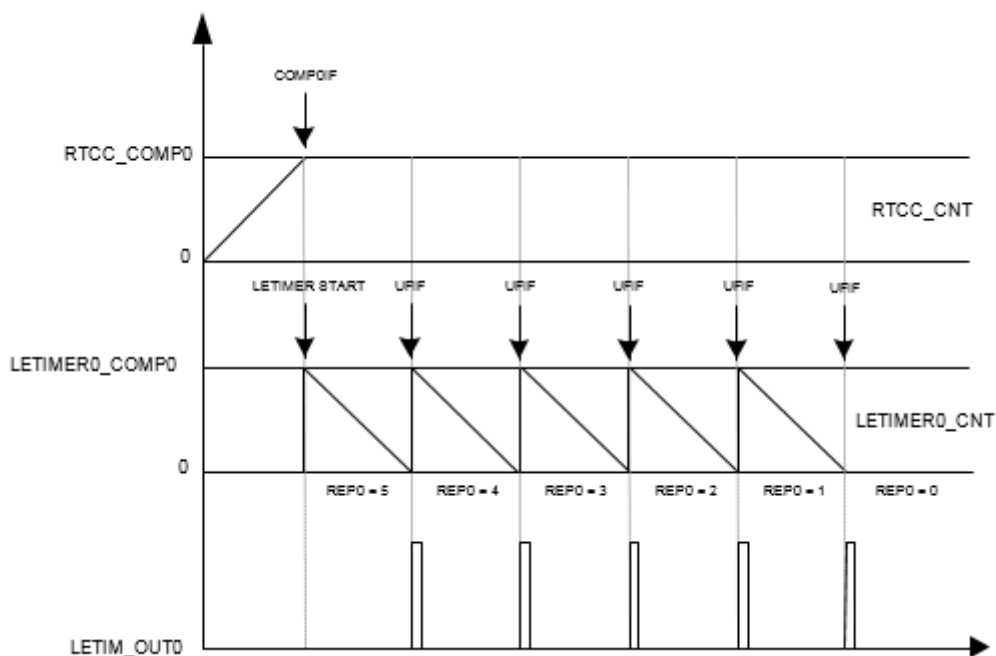 COMP0IF
RTCC_COMP0
RTCC_CNT
0
LETIMER START UFIF UFIF UFIF UFIF UFIF
LETIMER0_COMP0
LETIMER0_CNT
0
REP0 = 5 REP0 = 4 REP0 = 3 REP0 = 2 REP0 = 1 REP0 = 0
LETIM_OUT0